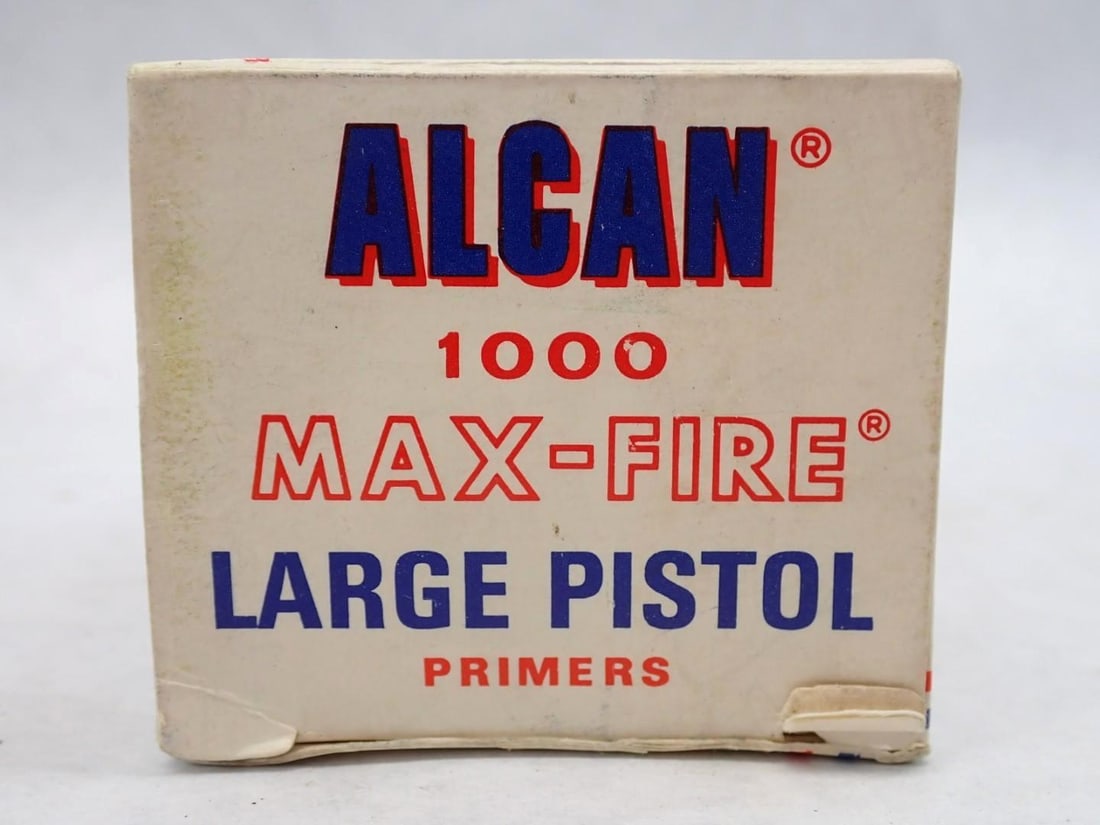 ALCAN®
1000
MAX-FIRE®
LARGE PISTOL
PRIMERS